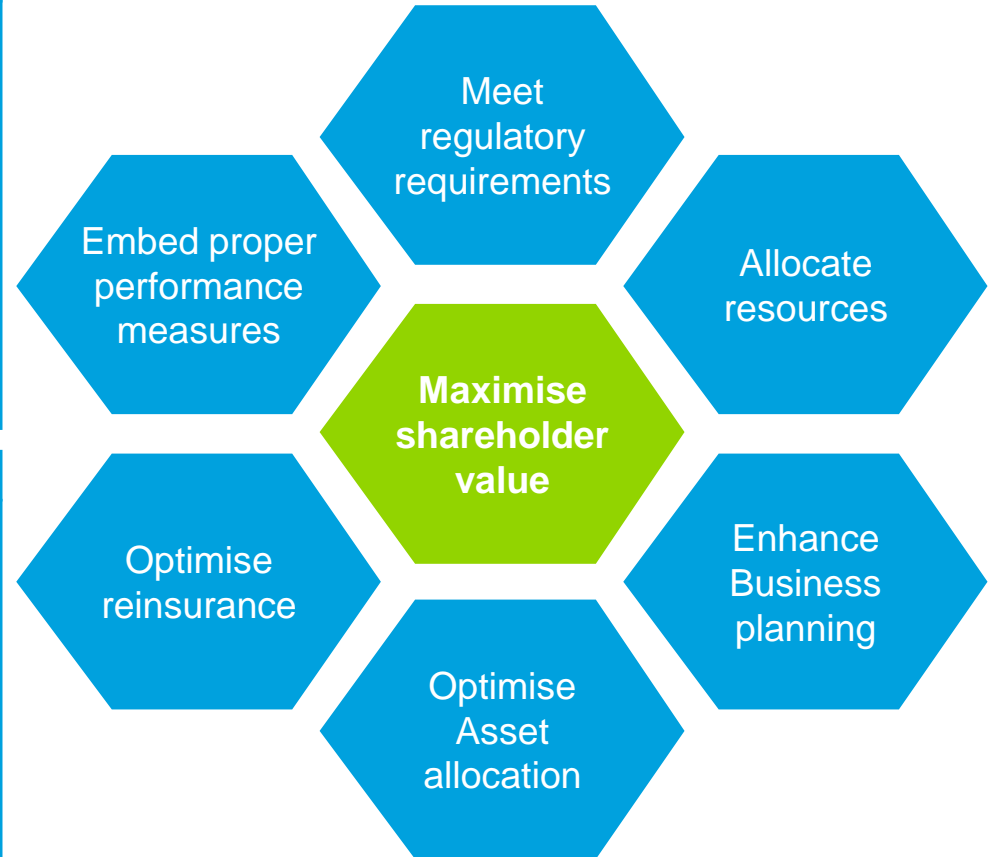 Meet
regulatory
requirements
Embed proper
performance
measures
Allocate
resources
Maximise
shareholder
value
Optimise
reinsurance
Enhance
Business
planning
Optimise
Asset
allocation